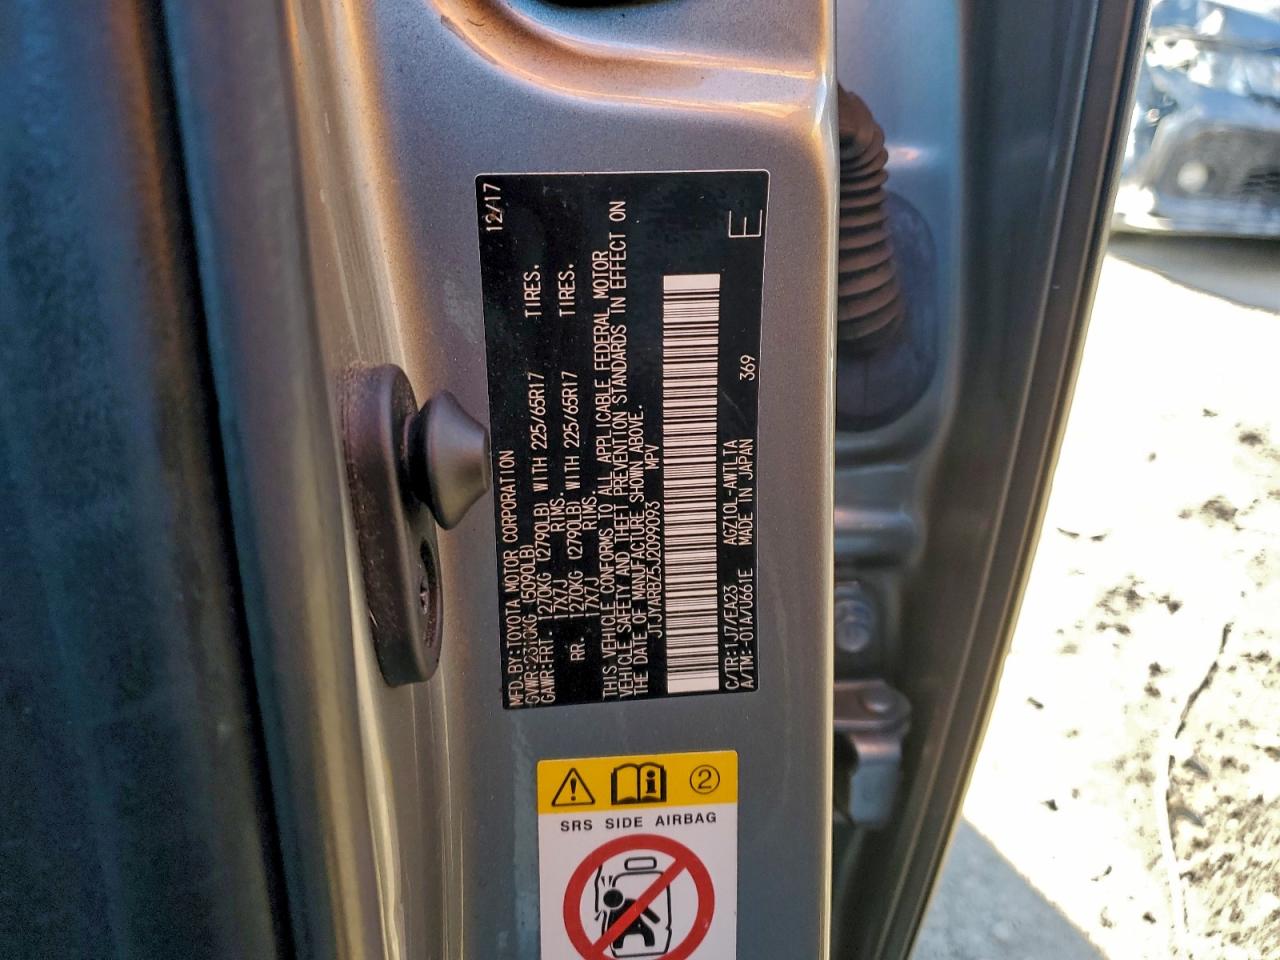 12/17
MFD.BY:TOYOTA MOTOR CORPORATION
GVWR:2310KG (5090LB)
GAWR:FRT. 1270KG (2790LB) WITH 225/65R17 TIRES.
17X7J RIMS.
RR. 1270KG (2790LB) WITH 225/65R17 TIRES.
17X7J RIMS.
THIS VEHICLE CONFORMS TO ALL APPLICABLE FEDERAL MOTOR
VEHICLE SAFETY AND THEFT PREVENTION STANDARDS IN EFFECT ON
THE DATE OF MANUFACTURE SHOWN ABOVE.
JTJYARBZ5J2099093 MPV
E
C/TR:1J7/EA23 AGZ10L-AWTLTA 369
A/TM:-01A/U661E MADE IN JAPAN
2
SRS SIDE AIRBAG